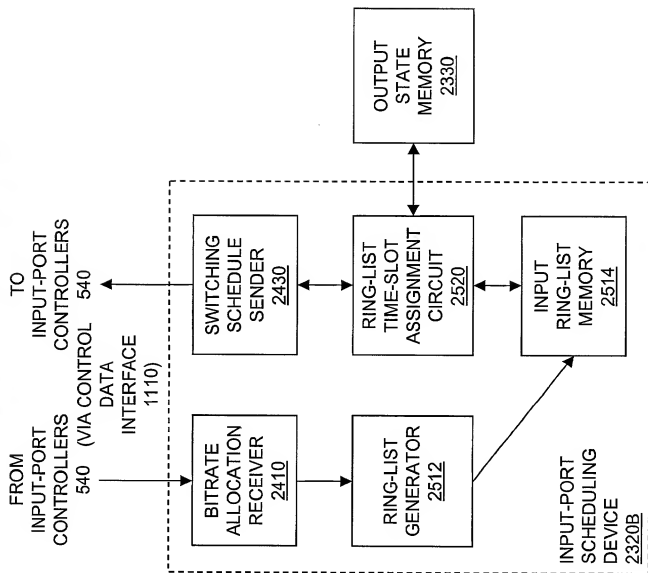 FROM
INPUT-PORT
CONTROLLERS
540
(VIA CONTROL
DATA
INTERFACE
1110)
TO
INPUT-PORT
CONTROLLERS
540
BITRATE
ALLOCATION
RECEIVER
2410
SWITCHING
SCHEDULE
SENDER
2430
RING-LIST
GENERATOR
2512
RING-LIST
TIME-SLOT
ASSIGNMENT
CIRCUIT
2520
OUTPUT
STATE
MEMORY
2330
INPUT
RING-LIST
MEMORY
2514
INPUT-PORT
SCHEDULING
DEVICE
2320B